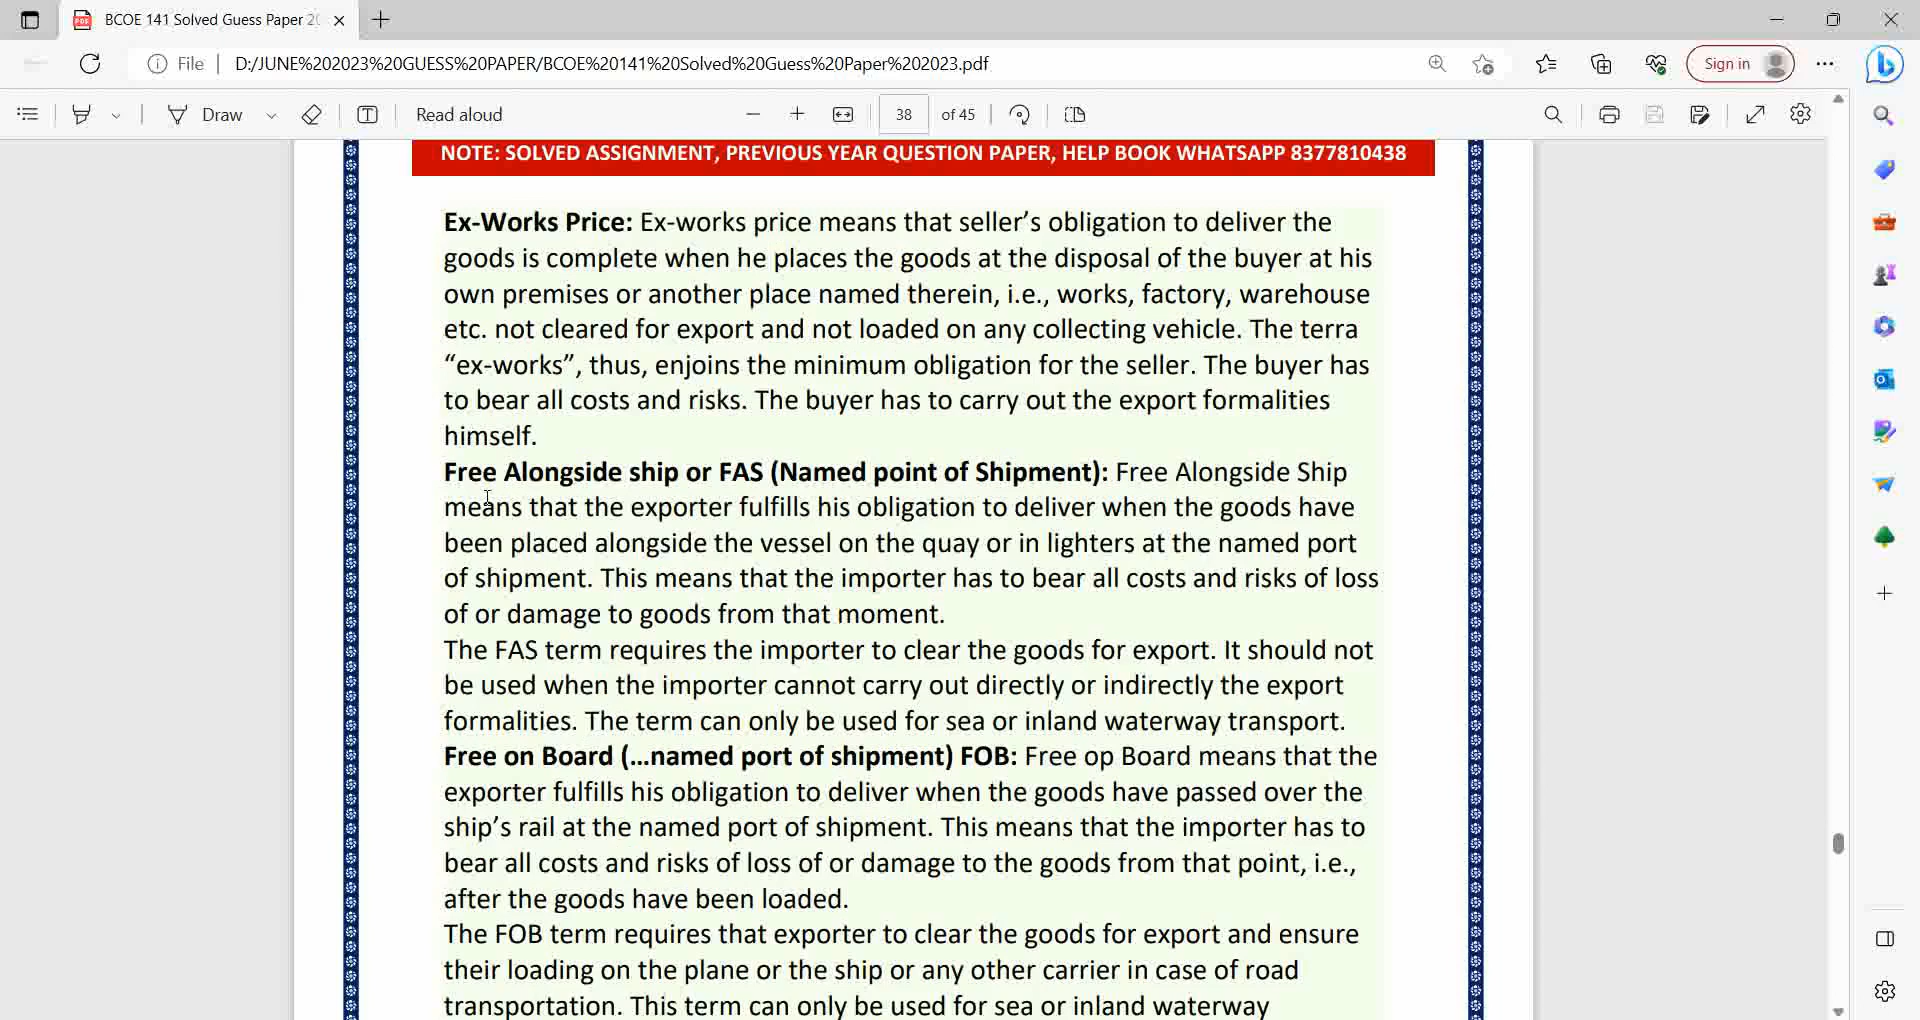 BCOE 141 Solved Guess Paper 20
File
D:/JUNE%202023%20GUESS%20PAPER/BCOE%20141%20Solved%20Guess%20Paper%202023.pdf
Sign in
Draw
Read aloud
38 of 45
NOTE: SOLVED ASSIGNMENT, PREVIOUS YEAR QUESTION PAPER, HELP BOOK WHATSAPP 8377810438
Ex-Works Price: Ex-works price means that seller’s obligation to deliver the
goods is complete when he places the goods at the disposal of the buyer at his
own premises or another place named therein, i.e., works, factory, warehouse
etc. not cleared for export and not loaded on any collecting vehicle. The terra
“ex-works”, thus, enjoins the minimum obligation for the seller. The buyer has
to bear all costs and risks. The buyer has to carry out the export formalities
himself.
Free Alongside ship or FAS (Named point of Shipment): Free Alongside Ship
means that the exporter fulfills his obligation to deliver when the goods have
been placed alongside the vessel on the quay or in lighters at the named port
of shipment. This means that the importer has to bear all costs and risks of loss
of or damage to goods from that moment.
The FAS term requires the importer to clear the goods for export. It should not
be used when the importer cannot carry out directly or indirectly the export
formalities. The term can only be used for sea or inland waterway transport.
Free on Board (...named port of shipment) FOB: Free op Board means that the
exporter fulfills his obligation to deliver when the goods have passed over the
ship’s rail at the named port of shipment. This means that the importer has to
bear all costs and risks of loss of or damage to the goods from that point, i.e.,
after the goods have been loaded.
The FOB term requires that exporter to clear the goods for export and ensure
their loading on the plane or the ship or any other carrier in case of road
transportation. This term can only be used for sea or inland waterway